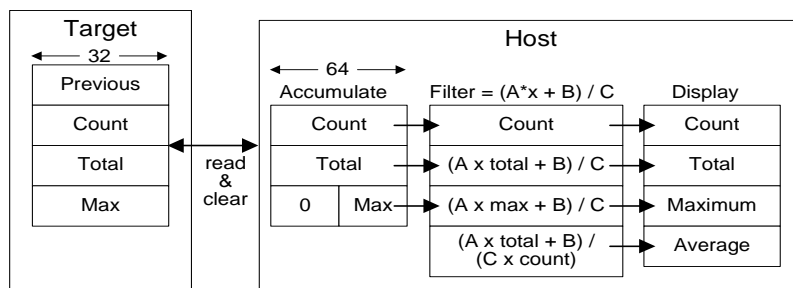 Target
32
Previous
Count
Total
Max
read
&
clear
Host
64
Accumulate
Count
Total
0
Max
Filter = (A*x + B) / C
Count
(A x total + B) / C
(A x max + B) / C
(A x total + B) /
(C x count)
Display
Count
Total
Maximum
Average